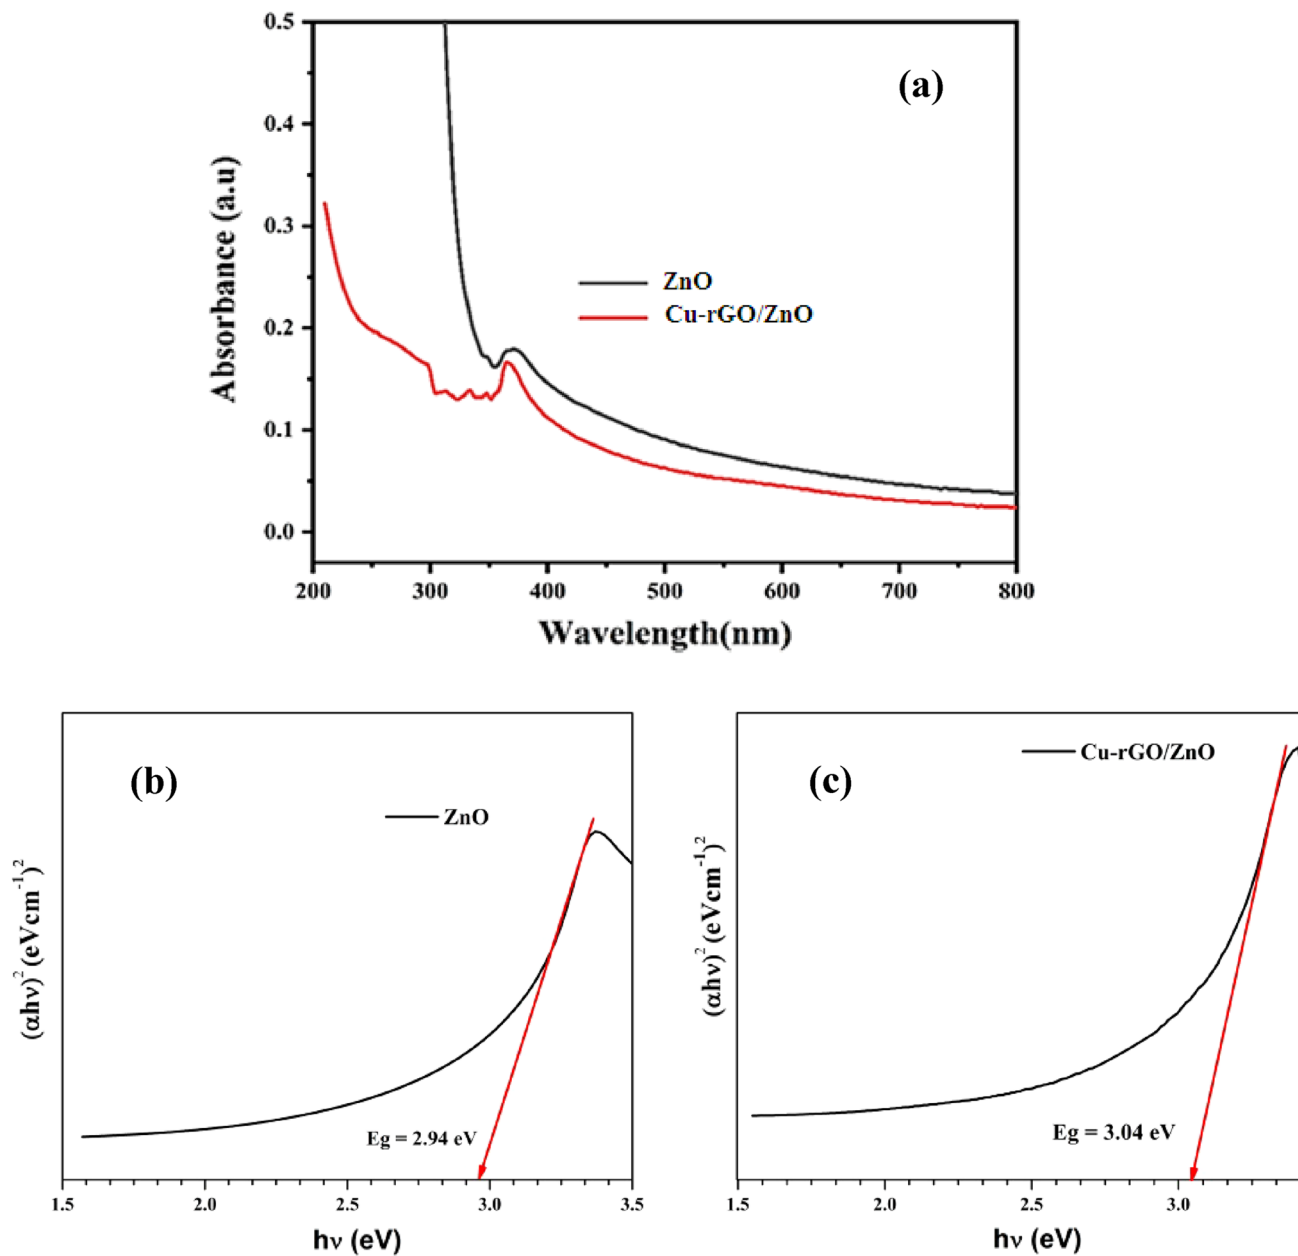 (a)
0.5
0.4
0.3
0.2
0.1
0.0
Absorbance (a.u)
ZnO
Cu-rGO/ZnO
200 300 400 500 600 700 800
Wavelength(nm)
(b)
ZnO
(αhν)² (eVcm⁻¹)²
Eg = 2.94 eV
1.5 2.0 2.5 3.0 3.5
hν (eV)
(c)
Cu-rGO/ZnO
(αhν)² (eVcm⁻¹)²
Eg = 3.04 eV
1.5 2.0 2.5 3.0
hν (eV)